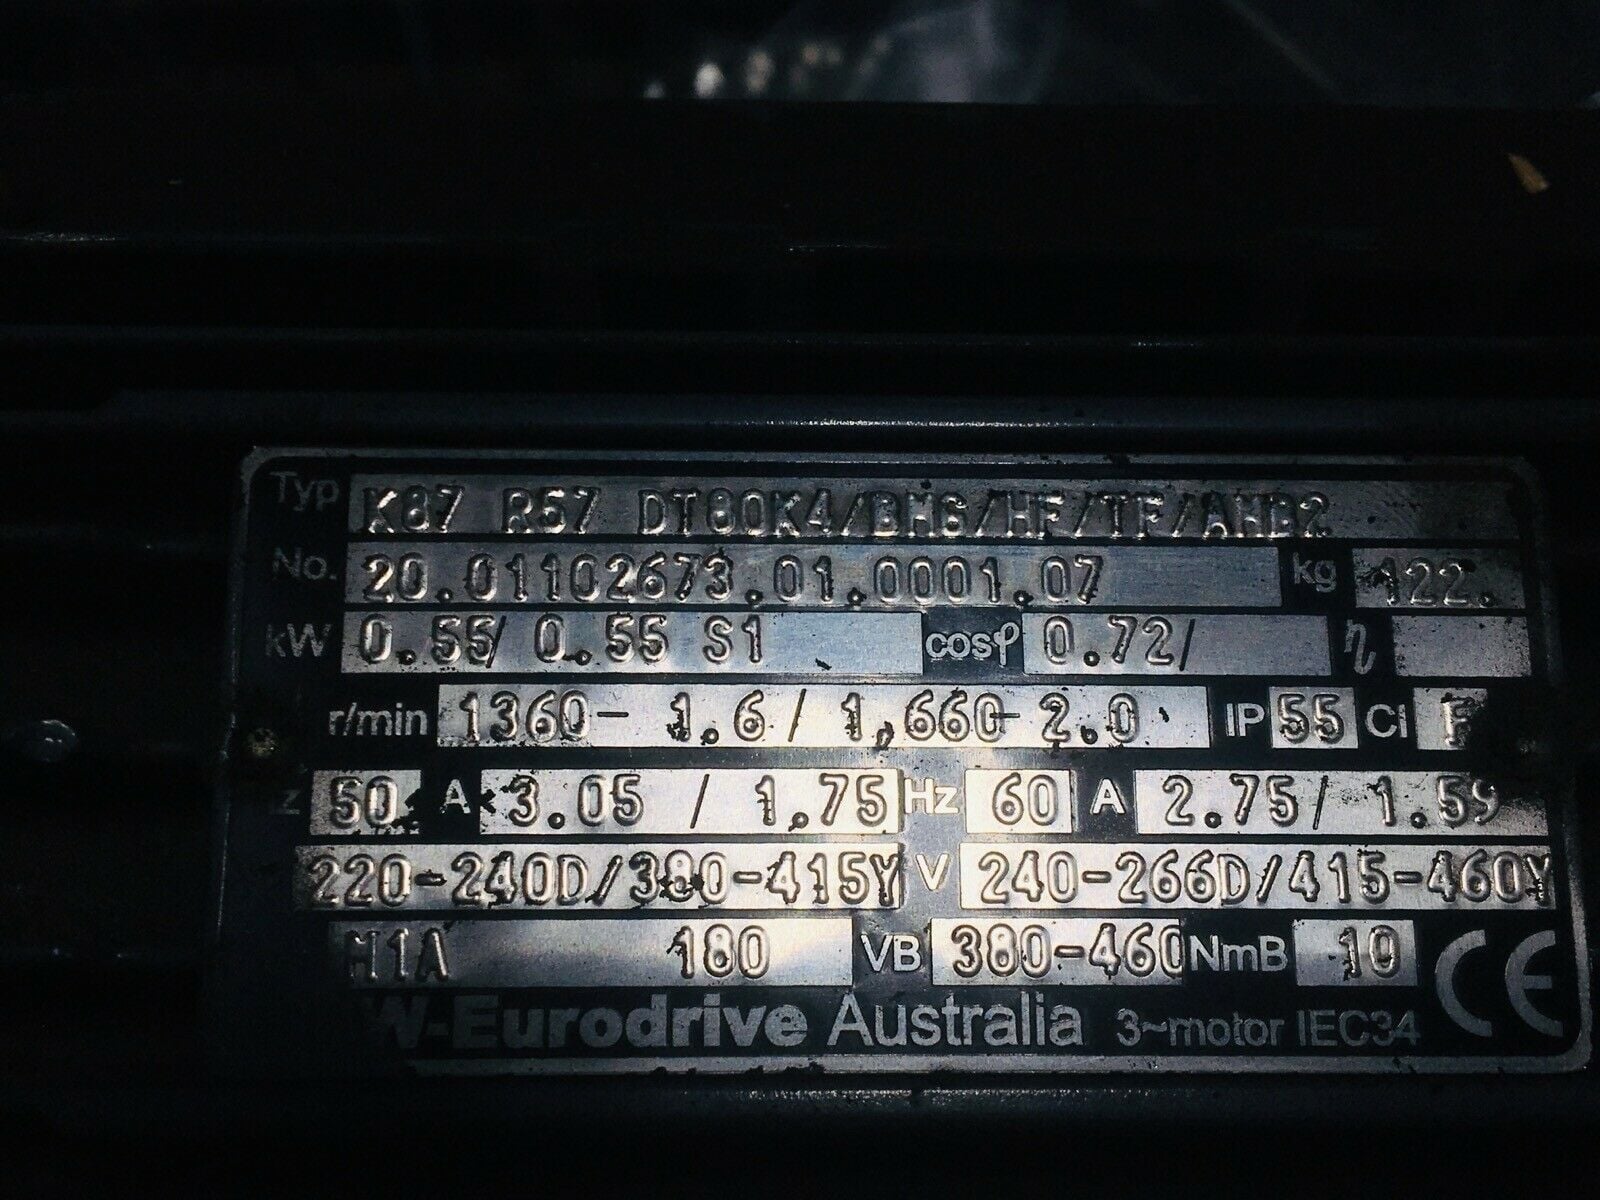 Typ K87 R57 DT80K4/BMG/HF/TF/AMB2
No. 20.01102673.01.0001.07 kg 122.
kW 0.55/ 0.55 S1 cosφ 0.72/ η
r/min 1360- 1.6 / 1,660-2.0 IP 55 Cl F
z 50 A 3.05 / 1.75 Hz 60 A 2.75/ 1.59
220-240D/380-415Y V 240-266D/415-460Y
M1A 180 VB 380-460 NmB 10 CE
W-Eurodrive Australia 3~motor IEC34